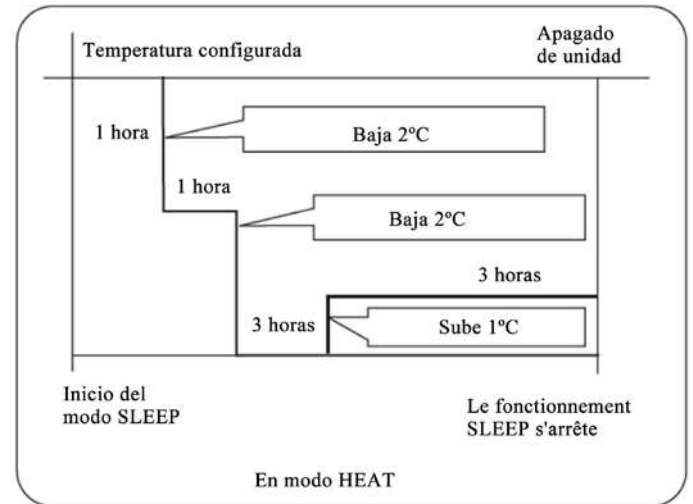 Temperatura configurada
Apagado
de unidad
1 hora
Baja 2ºC
1 hora
Baja 2ºC
3 horas
3 horas
Sube 1ºC
Inicio del
modo SLEEP
Le fonctionnement
SLEEP s'arrête
En modo HEAT